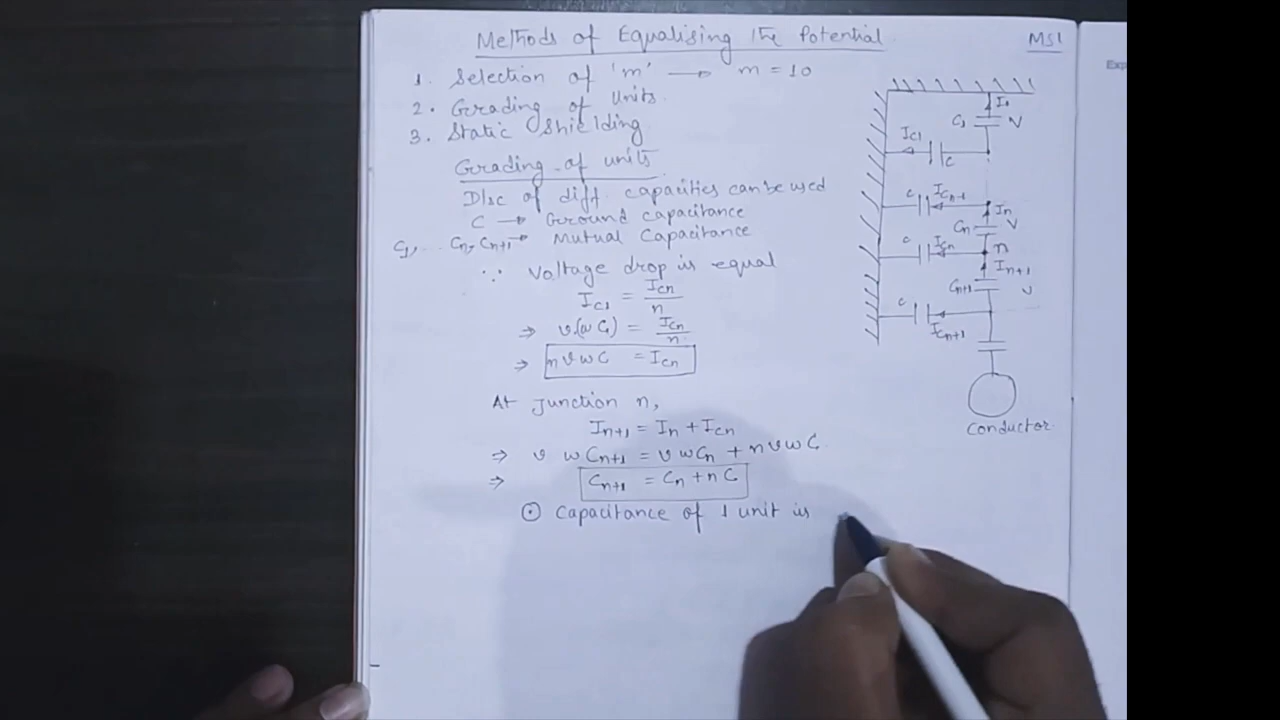 Methods of Equalising the Potential
MS1
1. Selection of 'm' → m = 10
2. Grading of Units.
3. Static Shielding
Grading of units
Disc of diff. capacities can be used
C → Ground capacitance
C1, ... Cn, Cn+1 → Mutual Capacitance
∵ Voltage drop is equal
Ic1 = Icn/n
⇒ v.(ωC) = Icn/n.
⇒ nvωC = Icn
At Junction n,
In+1 = In + Icn
⇒ v ωCn+1 = v ωCn + nvωC.
⇒ Cn+1 = Cn + nC
⊙ Capacitance of 1 unit is
Exp
I1
C1
V
Ic1
C
C
Icn-1
In
Cn
V
C
Icn
n
In+1
Cn+1
v
C
Icn+1
Conductor